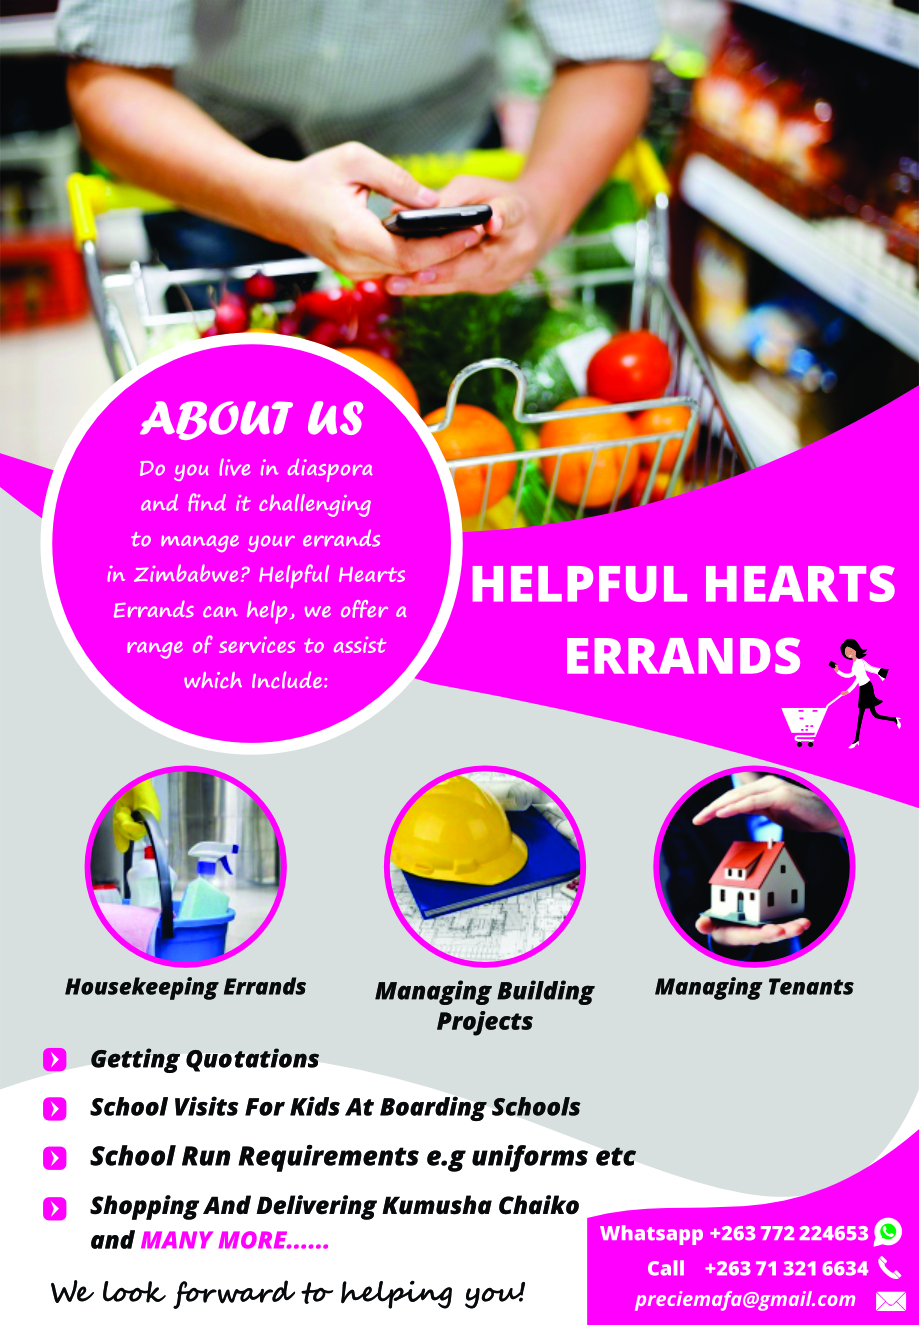 ABOUT US
Do you live in diaspora
and find it challenging
to manage your errands
in Zimbabwe? Helpful Hearts
Errands can help, we offer a
range of services to assist
which Include:
HELPFUL HEARTS
ERRANDS
Housekeeping Errands
Managing Building
Projects
Managing Tenants
Getting Quotations
School Visits For Kids At Boarding Schools
School Run Requirements e.g uniforms etc
Shopping And Delivering Kumusha Chaiko
and MANY MORE......
We look forward to helping you!
Whatsapp +263 772 224653
Call +263 71 321 6634
preciemafa@gmail.com